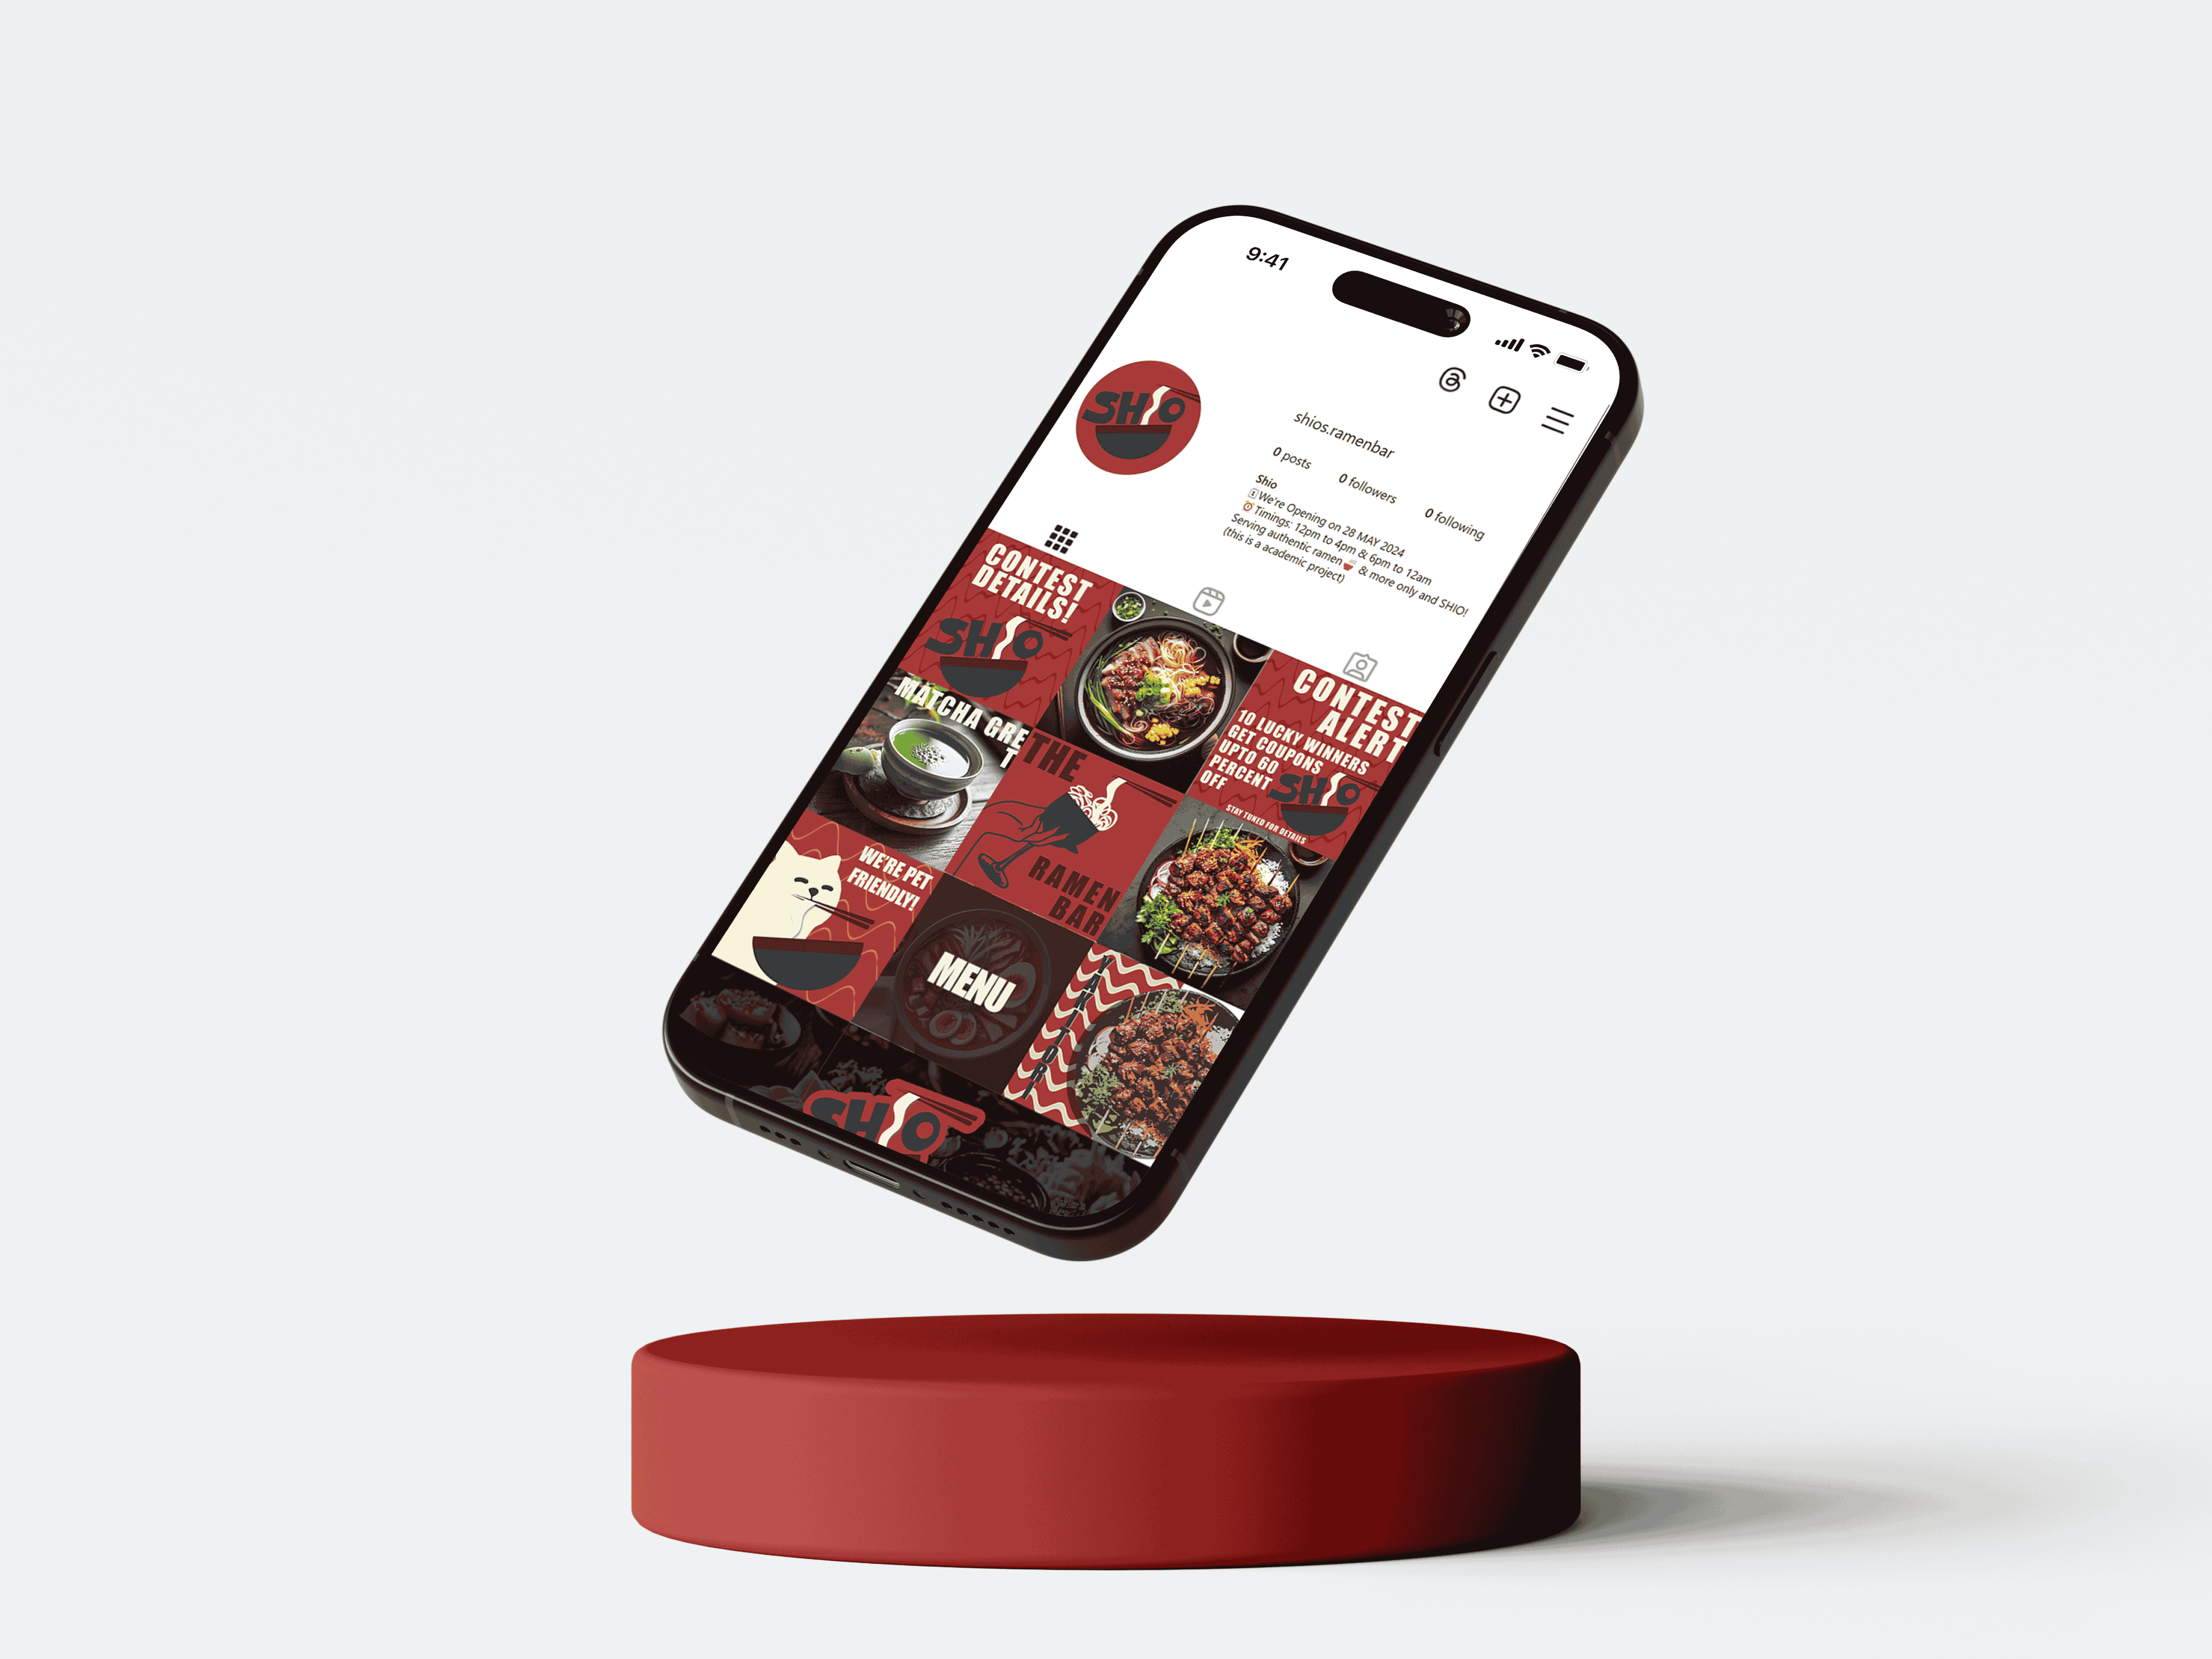 9:41
SHIO
shios.ramenbar
0 posts
0 followers
0 following
Shio
We're Opening on 28 MAY 2024
Timings: 12pm to 4pm & 6pm to 12am
Serving authentic ramen & more only and SHIO!
(this is a academic project)
CONTEST
DETAILS!
SHIO
CONTEST
ALERT
10 LUCKY WINNERS
GET COUPONS
UPTO 60
PERCENT
OFF
SHIO
STAY TUNED FOR DETAILS
MATCHA GRE
T
THE
RAMEN
BAR
WE'RE PET
FRIENDLY!
MENU
YAKITORI
SHIO